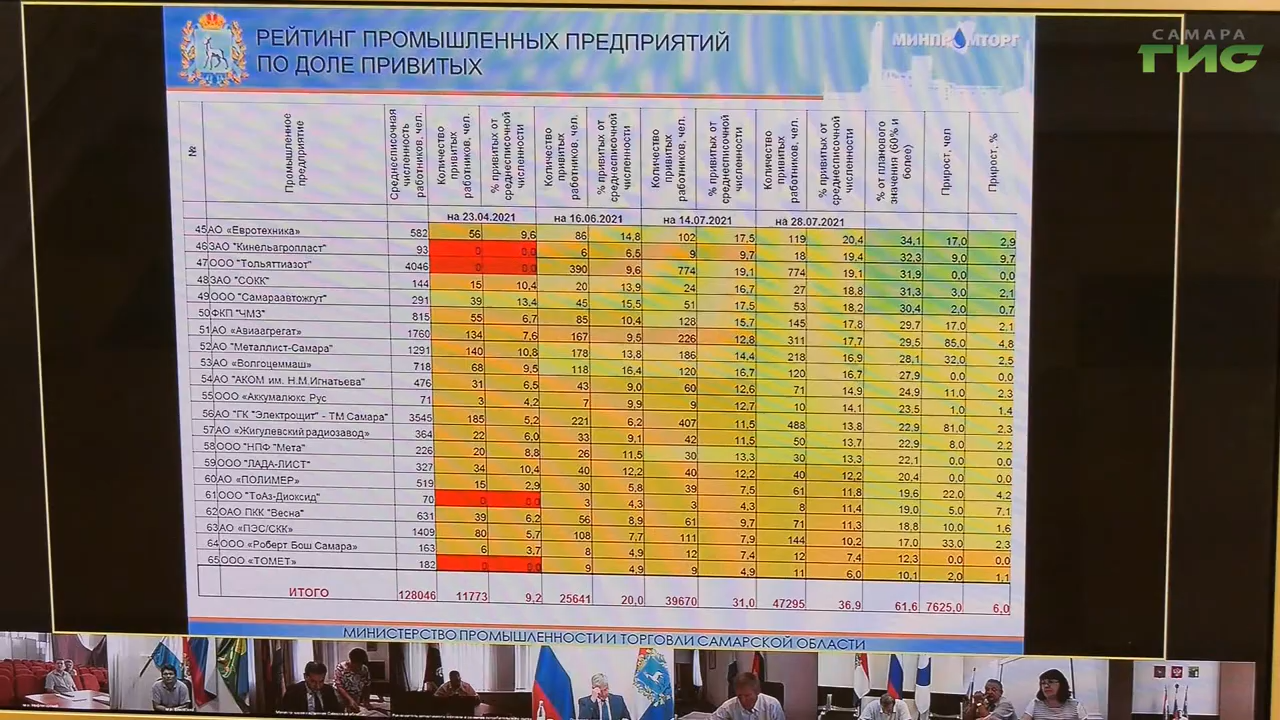 САМАРА
ГИС
РЕЙТИНГ ПРОМЫШЛЕННЫХ ПРЕДПРИЯТИЙ
ПО ДОЛЕ ПРИВИТЫХ
МИНПРОМТОРГ
№ Промышленное предприятие Среднесписочная численность работников, чел. Количество привитых работников, чел. % привитых от среднесписочной численности Количество привитых работников, чел. % привитых от среднесписочной численности Количество привитых работников, чел. % привитых от среднесписочной численности Количество привитых работников, чел. % привитых от среднесписочной численности % от планового значения (60% и более) Прирост, чел Прирост, %
на 23.04.2021 на 16.06.2021 на 14.07.2021 на 28.07.2021
45 АО «Евротехника» 582 56 9,6 86 14,8 102 17,5 119 20,4 34,1 17,0 2,9
46 ЗАО "Кинельагропласт" 93 0 0,0 6 6,5 9 9,7 18 19,4 32,3 9,0 9,7
47 ООО "Тольяттиазот" 4046 0 0,0 390 9,6 774 19,1 774 19,1 31,9 0,0 0,0
48 ЗАО "СОКК" 144 15 10,4 20 13,9 24 16,7 27 18,8 31,3 3,0 2,1
49 ООО "Самараавтожгут" 291 39 13,4 45 15,5 51 17,5 53 18,2 30,4 2,0 0,7
50 ФКП "ЧМЗ" 815 55 6,7 85 10,4 128 15,7 145 17,8 29,7 17,0 2,1
51 АО «Авиаагрегат» 1760 134 7,6 167 9,5 226 12,8 311 17,7 29,5 85,0 4,8
52 АО "Металлист-Самара" 1291 140 10,8 178 13,8 186 14,4 218 16,9 28,1 32,0 2,5
53 АО «Волгоцеммаш» 718 68 9,5 118 16,4 120 16,7 120 16,7 27,9 0,0 0,0
54 АО "АКОМ им. Н.М.Игнатьева" 476 31 6,5 43 9,0 60 12,6 71 14,9 24,9 11,0 2,3
55 ООО «Аккумалюкс Рус 71 3 4,2 7 9,9 9 12,7 10 14,1 23,5 1,0 1,4
56 АО "ГК "Электрощит" - ТМ Самара" 3545 185 5,2 221 6,2 407 11,5 488 13,8 22,9 81,0 2,3
57 АО «Жигулевский радиозавод» 364 22 6,0 33 9,1 42 11,5 50 13,7 22,9 8,0 2,2
58 ООО "НПФ "Мета" 226 20 8,8 26 11,5 30 13,3 30 13,3 22,1 0,0 0,0
59 ООО "ЛАДА-ЛИСТ" 327 34 10,4 40 12,2 40 12,2 40 12,2 20,4 0,0 0,0
60 АО «ПОЛИМЕР» 519 15 2,9 30 5,8 39 7,5 61 11,8 19,6 22,0 4,2
61 ООО "ТоАз-Диоксид) 70 0 0,0 3 4,3 3 4,3 8 11,4 19,0 5,0 7,1
62 ОАО ПКК "Весна" 631 39 6,2 56 8,9 61 9,7 71 11,3 18,8 10,0 1,6
63 АО «ПЭС/СКК» 1409 80 5,7 108 7,7 111 7,9 144 10,2 17,0 33,0 2,3
64 ООО «Роберт Бош Самара» 163 6 3,7 8 4,9 12 7,4 12 7,4 12,3 0,0 0,0
65 ООО «ТОМЕТ» 182 0 0,0 9 4,9 9 4,9 11 6,0 10,1 2,0 1,1
ИТОГО 128046 11773 9,2 25641 20,0 39670 31,0 47295 36,9 61,6 7625,0 6,0
МИНИСТЕРСТВО ПРОМЫШЛЕННОСТИ И ТОРГОВЛИ САМАРСКОЙ ОБЛАСТИ